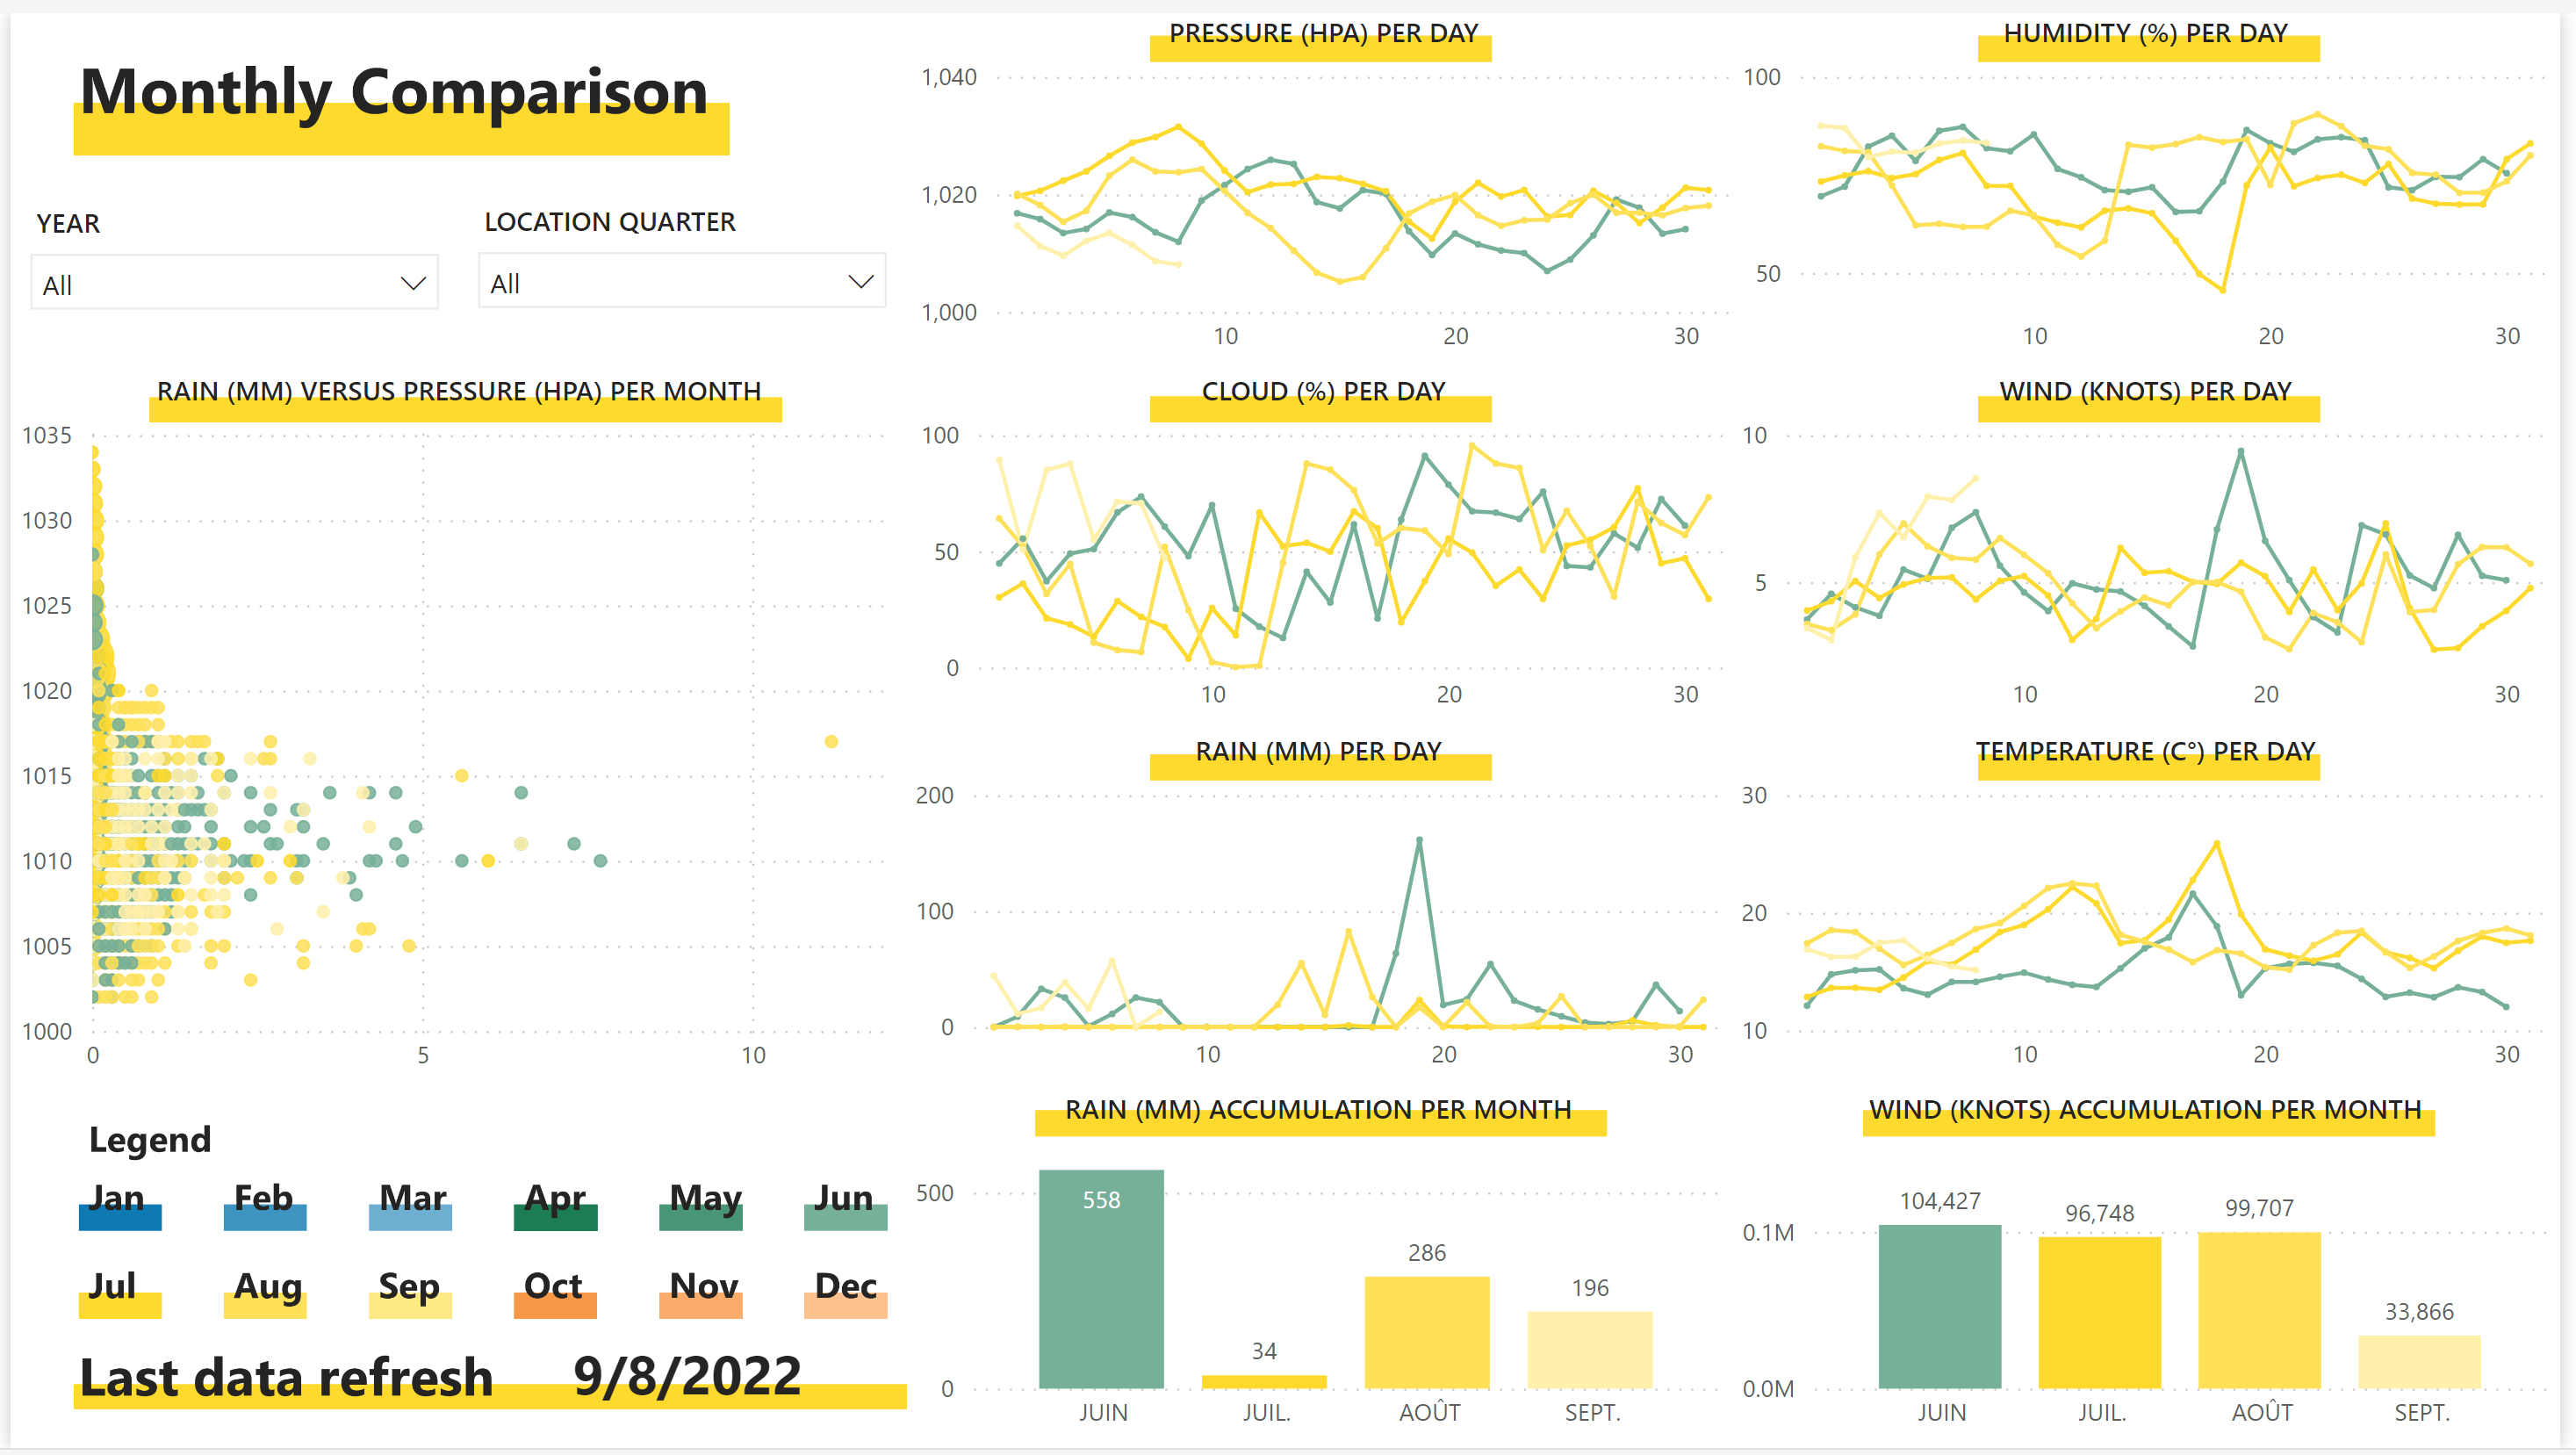 Monthly Comparison
YEAR
All
LOCATION QUARTER
All
RAIN (MM) VERSUS PRESSURE (HPA) PER MONTH
1035
1030
1025
1020
1015
1010
1005
1000
0 5 10
Legend
Jan Feb Mar Apr May Jun
Jul Aug Sep Oct Nov Dec
Last data refresh 9/8/2022
PRESSURE (HPA) PER DAY
1,040
1,020
1,000
10 20 30
HUMIDITY (%) PER DAY
100
50
10 20 30
CLOUD (%) PER DAY
100
50
0
10 20 30
WIND (KNOTS) PER DAY
10
5
10 20 30
RAIN (MM) PER DAY
200
100
0
10 20 30
TEMPERATURE (C°) PER DAY
30
20
10
10 20 30
RAIN (MM) ACCUMULATION PER MONTH
500
0
558
34
286
196
JUIN JUIL. AOÛT SEPT.
WIND (KNOTS) ACCUMULATION PER MONTH
0.1M
0.0M
104,427
96,748
99,707
33,866
JUIN JUIL. AOÛT SEPT.